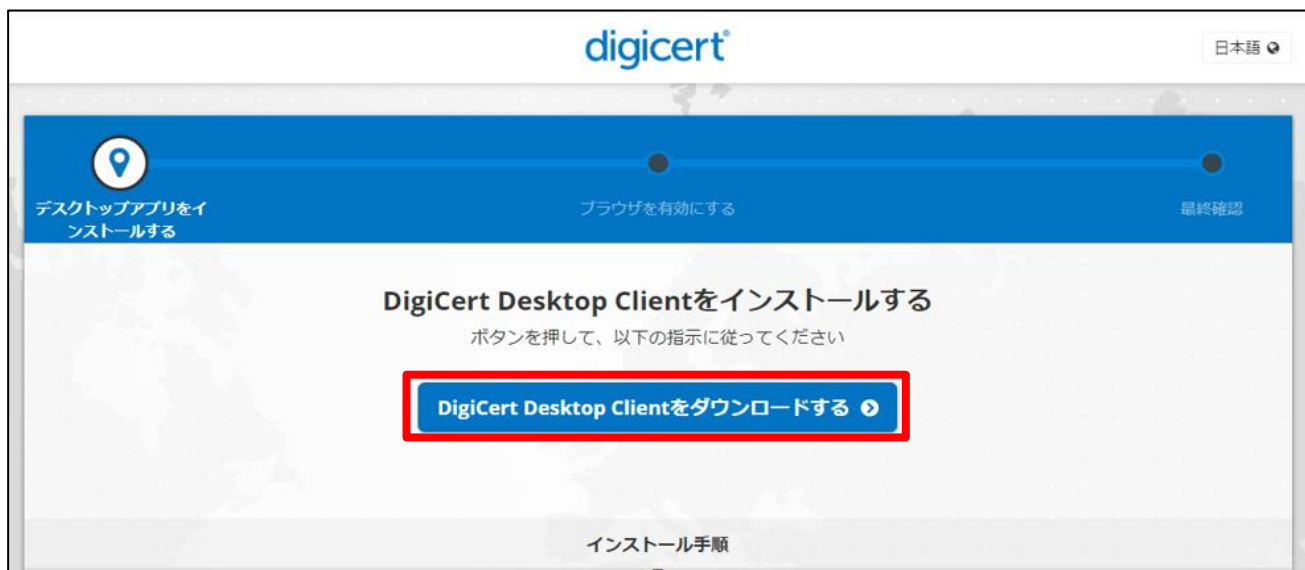 digicert®
日本語
デスクトップアプリをイ
ンストールする
ブラウザを有効にする
最終確認
DigiCert Desktop Clientをインストールする
ボタンを押して、以下の指示に従ってください
DigiCert Desktop Clientをダウンロードする
インストール手順